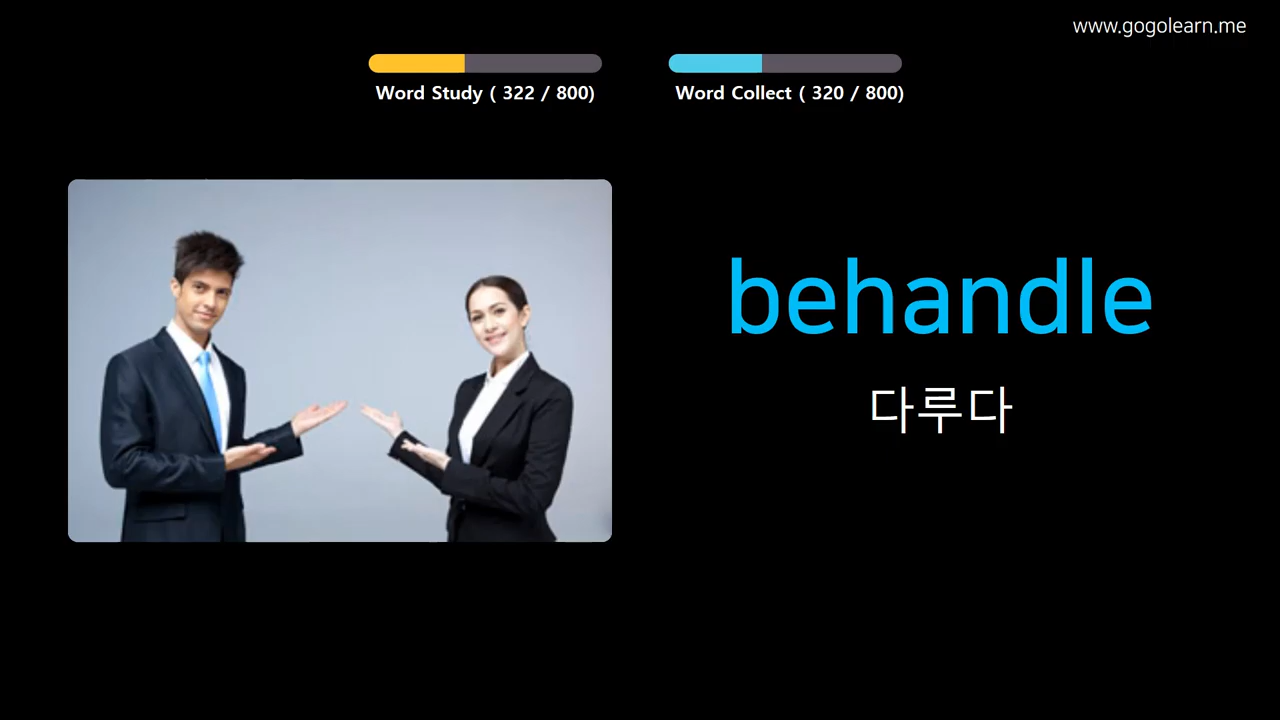 www.gogolearn.me
Word Study ( 322 / 800)
Word Collect ( 320 / 800)
behandle
다루다